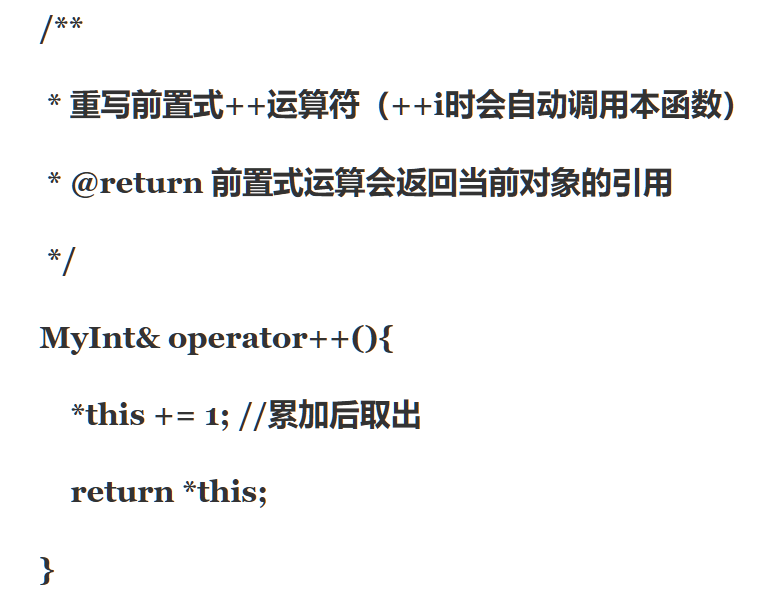 /**
* 重写前置式++运算符（++i时会自动调用本函数）
* @return 前置式运算会返回当前对象的引用
*/
MyInt& operator++(){
*this += 1; //累加后取出
return *this;
}